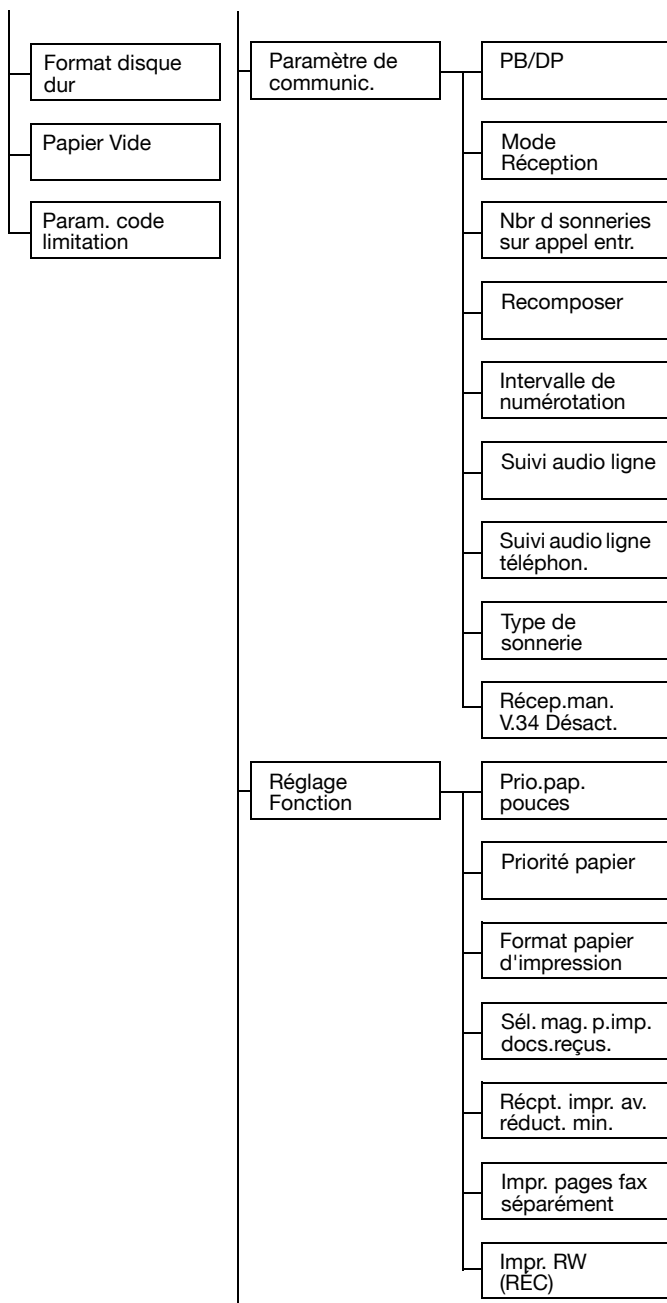 Format disque
dur
Papier Vide
Param. code
limitation
Paramètre de
communic.
PB/DP
Mode
Réception
Nbr d sonneries
sur appel entr.
Recomposer
Intervalle de
numérotation
Suivi audio ligne
Suivi audio ligne
téléphon.
Type de
sonnerie
Récep.man.
V.34 Désact.
Réglage
Fonction
Prio.pap.
pouces
Priorité papier
Format papier
d'impression
Sél. mag. p.imp.
docs.reçus.
Récpt. impr. av.
réduct. min.
Impr. pages fax
séparément
Impr. RW
(RÉC)